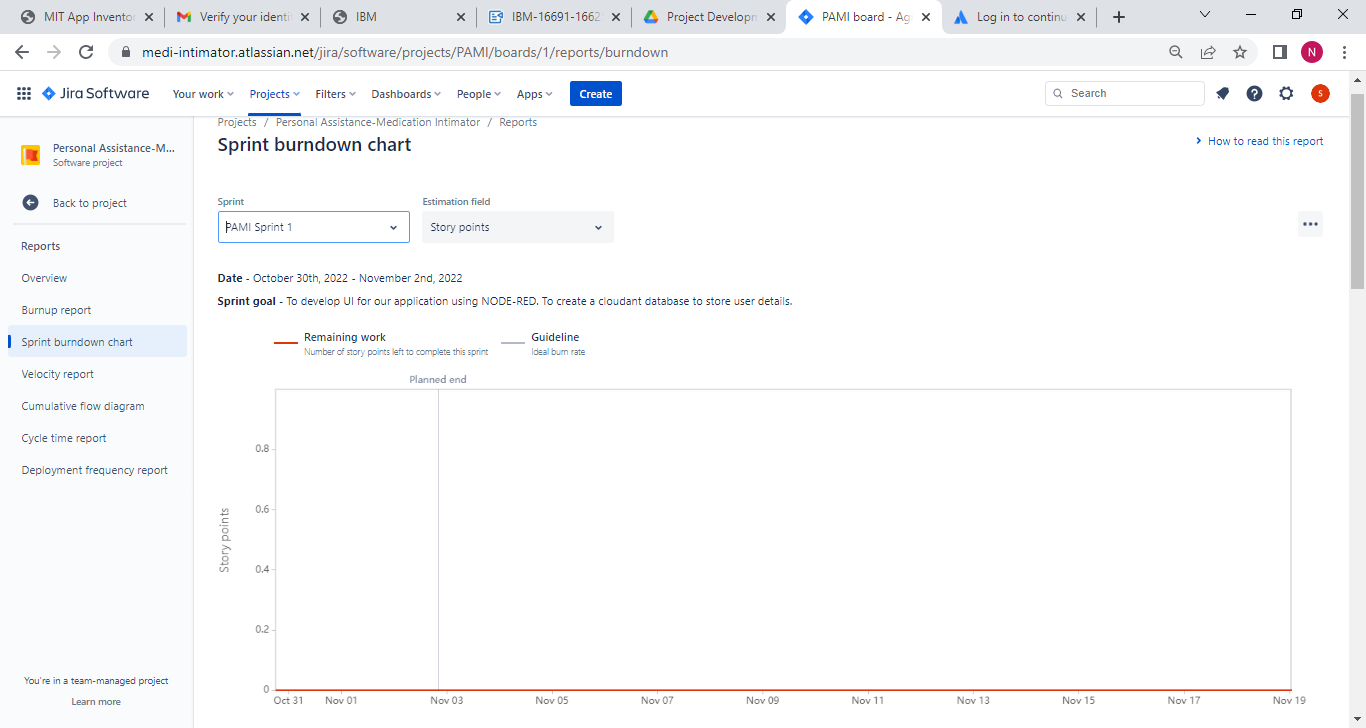 MIT App Inventor
Verify your identi
IBM
IBM-16691-1662
Project Developm
PAMI board - Ag
Log in to continu
medi-intimator.atlassian.net/jira/software/projects/PAMI/boards/1/reports/burndown
N
Jira Software
Your work
Projects
Filters
Dashboards
People
Apps
Create
Search
S
Projects / Personal Assistance-Medication Intimator / Reports
Sprint burndown chart
How to read this report
Personal Assistance-M...
Software project
Back to project
Reports
Overview
Burnup report
Sprint burndown chart
Velocity report
Cumulative flow diagram
Cycle time report
Deployment frequency report
You're in a team-managed project
Learn more
Sprint
Estimation field
PAMI Sprint 1
Story points
Date - October 30th, 2022 - November 2nd, 2022
Sprint goal - To develop UI for our application using NODE-RED. To create a cloudant database to store user details.
Remaining work
Number of story points left to complete this sprint
Guideline
Ideal burn rate
Planned end
Story points
0.8
0.6
0.4
0.2
0
Oct 31 Nov 01 Nov 03 Nov 05 Nov 07 Nov 09 Nov 11 Nov 13 Nov 15 Nov 17 Nov 19